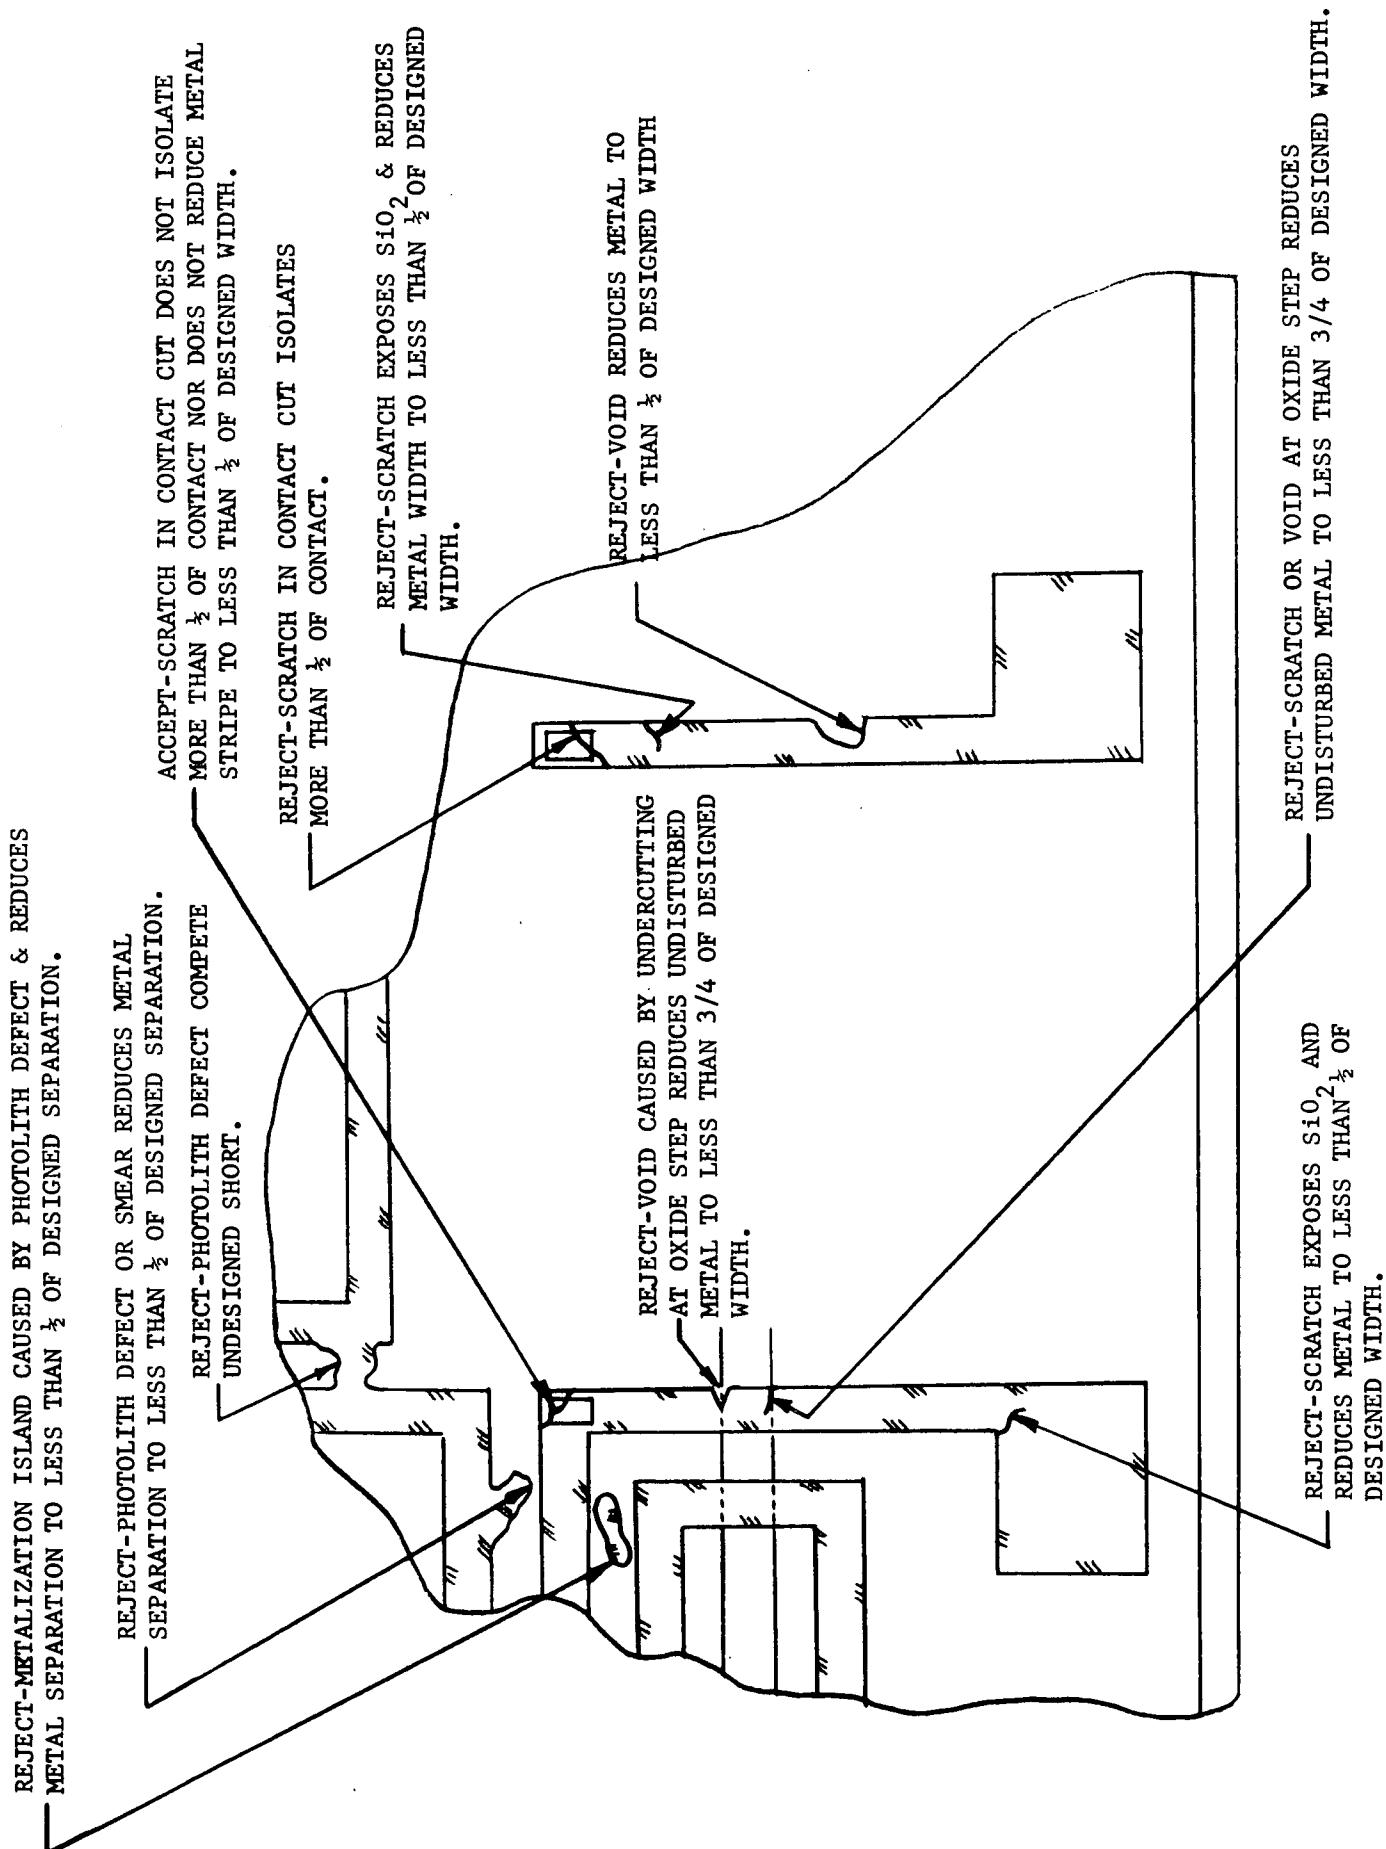 REJECT-METALIZATION ISLAND CAUSED BY PHOTOLITH DEFECT & REDUCES
METAL SEPARATION TO LESS THAN ½ OF DESIGNED SEPARATION.
REJECT-PHOTOLITH DEFECT OR SMEAR REDUCES METAL
SEPARATION TO LESS THAN ½ OF DESIGNED SEPARATION.
REJECT-PHOTOLITH DEFECT COMPETE
UNDESIGNED SHORT.
ACCEPT-SCRATCH IN CONTACT CUT DOES NOT ISOLATE
MORE THAN ½ OF CONTACT NOR DOES NOT REDUCE METAL
STRIPE TO LESS THAN ½ OF DESIGNED WIDTH.
REJECT-SCRATCH IN CONTACT CUT ISOLATES
MORE THAN ½ OF CONTACT.
REJECT-SCRATCH EXPOSES SiO2 & REDUCES
METAL WIDTH TO LESS THAN ½ OF DESIGNED
WIDTH.
REJECT-VOID REDUCES METAL TO
LESS THAN ½ OF DESIGNED WIDTH
REJECT-VOID CAUSED BY UNDERCUTTING
AT OXIDE STEP REDUCES UNDISTURBED
METAL TO LESS THAN 3/4 OF DESIGNED
WIDTH.
REJECT-SCRATCH OR VOID AT OXIDE STEP REDUCES
UNDISTURBED METAL TO LESS THAN 3/4 OF DESIGNED WIDTH.
REJECT-SCRATCH EXPOSES SiO2 AND
REDUCES METAL TO LESS THAN ½ OF
DESIGNED WIDTH.